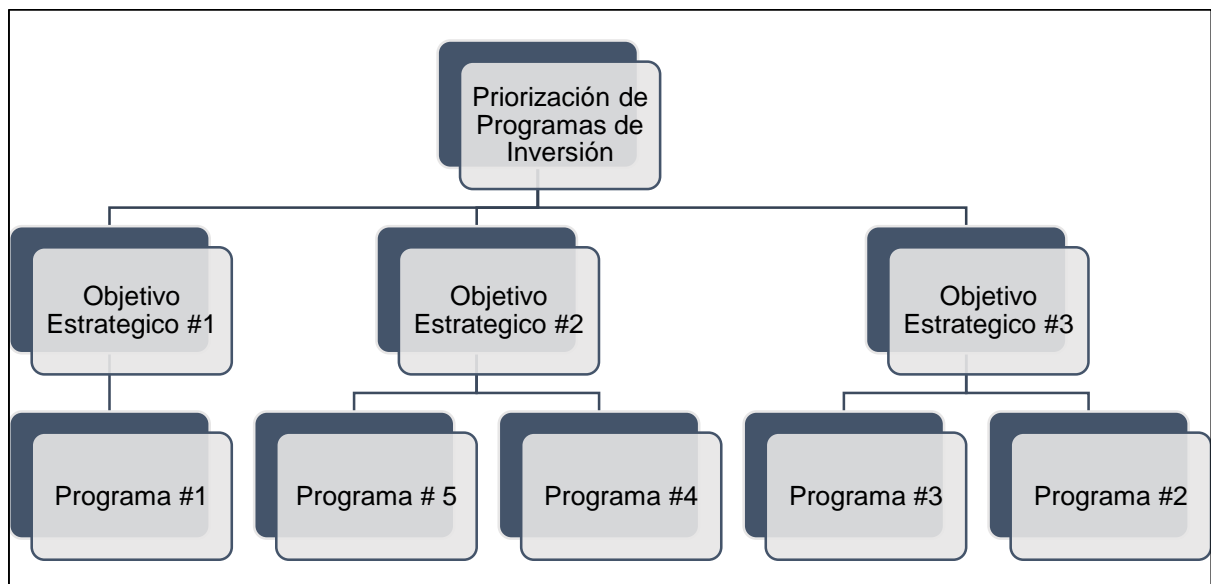 Priorización de
Programas de
Inversión
Objetivo
Estrategico #1
Objetivo
Estrategico #2
Objetivo
Estrategico #3
Programa #1
Programa # 5
Programa #4
Programa #3
Programa #2